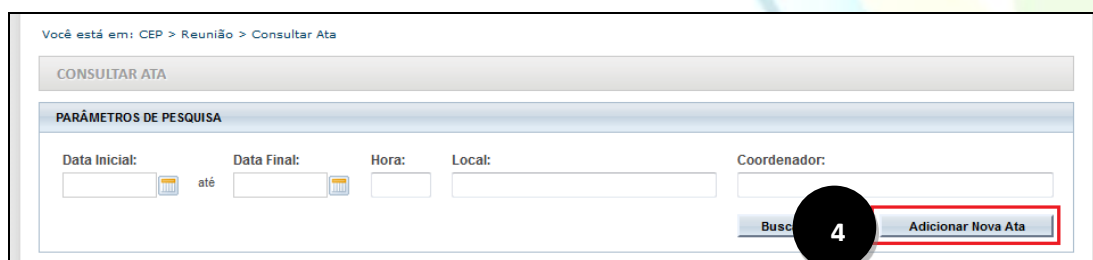 Você está em: CEP > Reunião > Consultar Ata
CONSULTAR ATA
PARÂMETROS DE PESQUISA
Data Inicial: Data Final: Hora: Local: Coordenador:
até
4 Adicionar Nova Ata